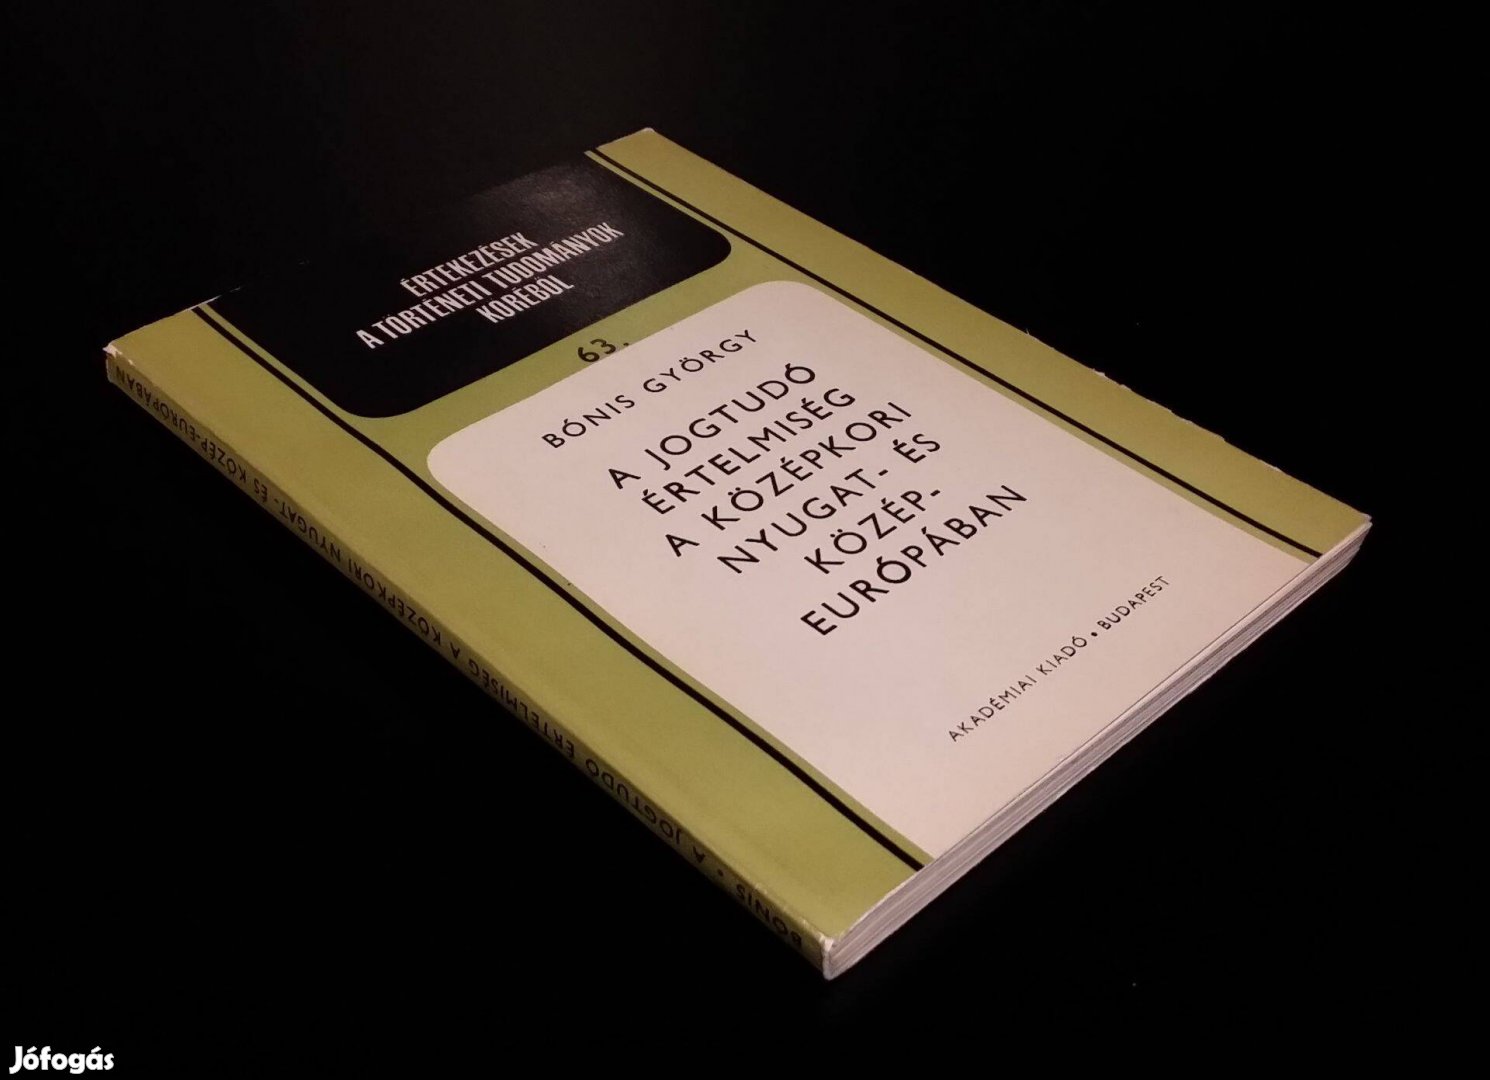 ÉRTEKEZÉSEK
A TÖRTÉNETI TUDOMÁNYOK
KÖRÉBŐL
63.
BÓNIS GYÖRGY
A JOGTUDÓ
ÉRTELMISÉG
A KÖZÉPKORI
NYUGAT- ÉS
KÖZÉP-
EURÓPÁBAN
AKADÉMIAI KIADÓ • BUDAPEST
BÓNIS • A JOGTUDÓ ÉRTELMISÉG A KÖZÉPKORI NYUGAT- ÉS KÖZÉP-EURÓPÁBAN
Jófogás